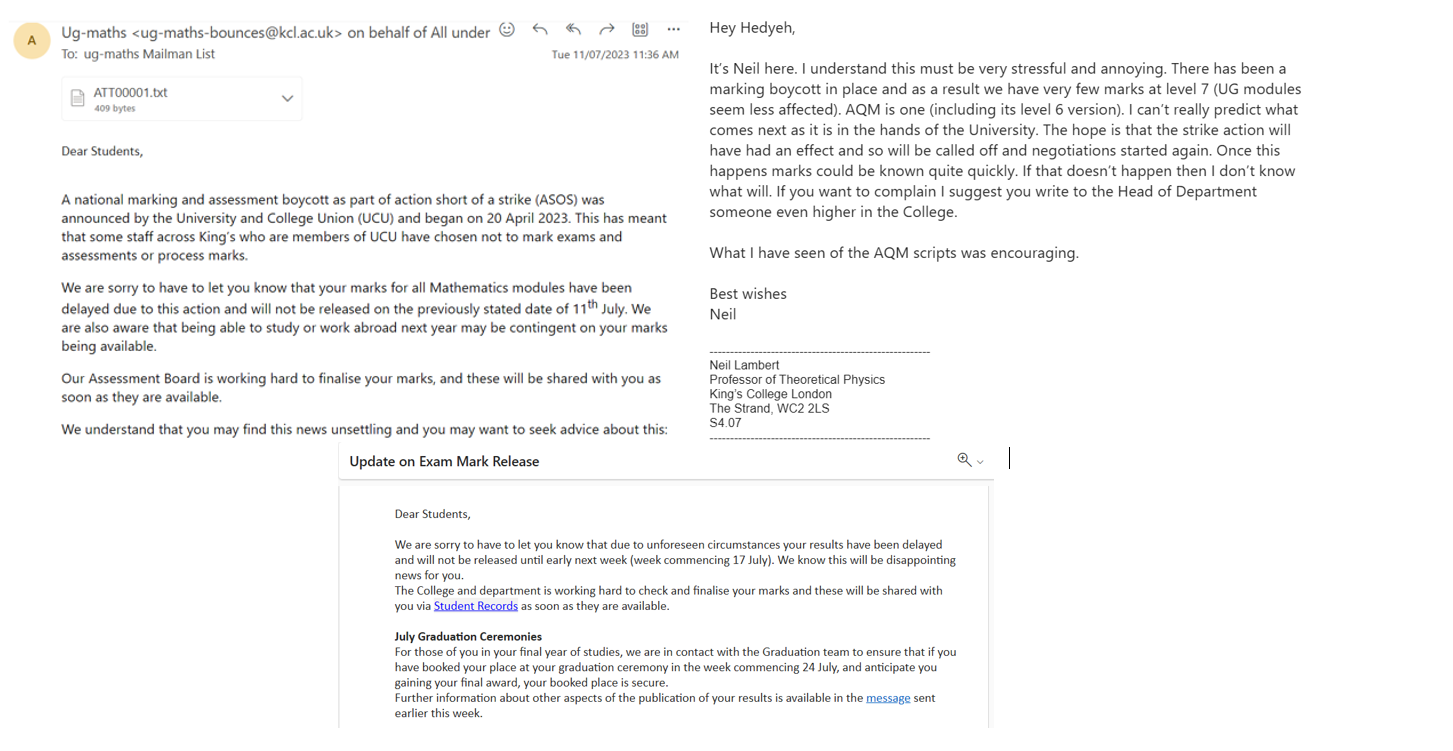 A
Ug-maths <ug-maths-bounces@kcl.ac.uk> on behalf of All under
To: ug-maths Mailman List
Tue 11/07/2023 11:36 AM
ATT00001.txt
409 bytes
Dear Students,
A national marking and assessment boycott as part of action short of a strike (ASOS) was
announced by the University and College Union (UCU) and began on 20 April 2023. This has meant
that some staff across King's who are members of UCU have chosen not to mark exams and
assessments or process marks.
We are sorry to have to let you know that your marks for all Mathematics modules have been
delayed due to this action and will not be released on the previously stated date of 11th July. We
are also aware that being able to study or work abroad next year may be contingent on your marks
being available.
Our Assessment Board is working hard to finalise your marks, and these will be shared with you as
soon as they are available.
We understand that you may find this news unsettling and you may want to seek advice about this:
Hey Hedyeh,
It's Neil here. I understand this must be very stressful and annoying. There has been a
marking boycott in place and as a result we have very few marks at level 7 (UG modules
seem less affected). AQM is one (including its level 6 version). I can't really predict what
comes next as it is in the hands of the University. The hope is that the strike action will
have had an effect and so will be called off and negotiations started again. Once this
happens marks could be known quite quickly. If that doesn't happen then I don't know
what will. If you want to complain I suggest you write to the Head of Department
someone even higher in the College.
What I have seen of the AQM scripts was encouraging.
Best wishes
Neil
-------------------------------------------------------
Neil Lambert
Professor of Theoretical Physics
King's College London
The Strand, WC2 2LS
S4.07
-------------------------------------------------------
Update on Exam Mark Release
Dear Students,
We are sorry to have to let you know that due to unforeseen circumstances your results have been delayed
and will not be released until early next week (week commencing 17 July). We know this will be disappointing
news for you.
The College and department is working hard to check and finalise your marks and these will be shared with
you via Student Records as soon as they are available.
July Graduation Ceremonies
For those of you in your final year of studies, we are in contact with the Graduation team to ensure that if you
have booked your place at your graduation ceremony in the week commencing 24 July, and anticipate you
gaining your final award, your booked place is secure.
Further information about other aspects of the publication of your results is available in the message sent
earlier this week.